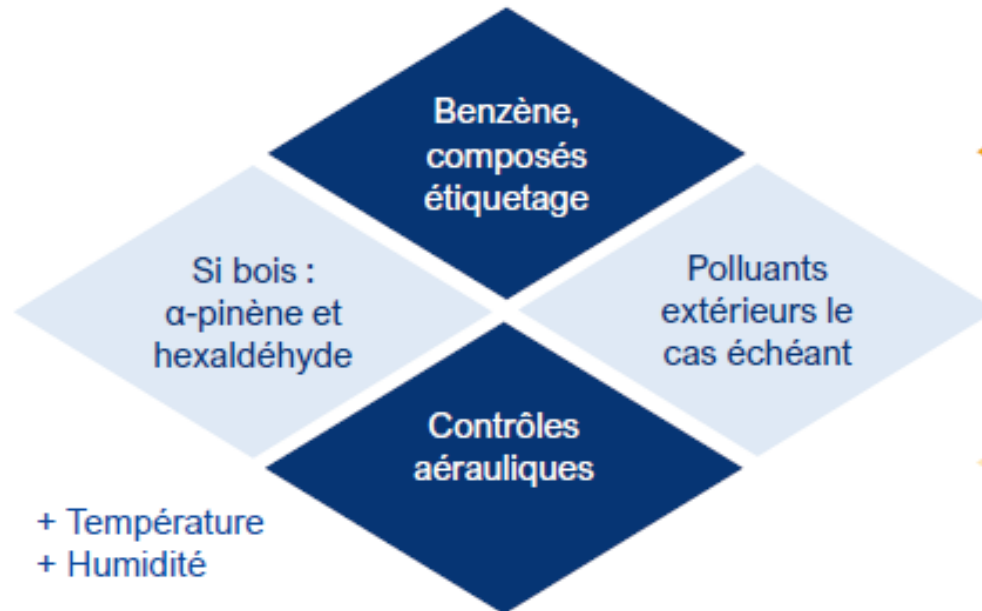 Benzène,
composés
étiquetage
Si bois :
α-pinène et
hexaldéhyde
Polluants
extérieurs le
cas échéant
Contrôles
aérauliques
+ Température
+ Humidité